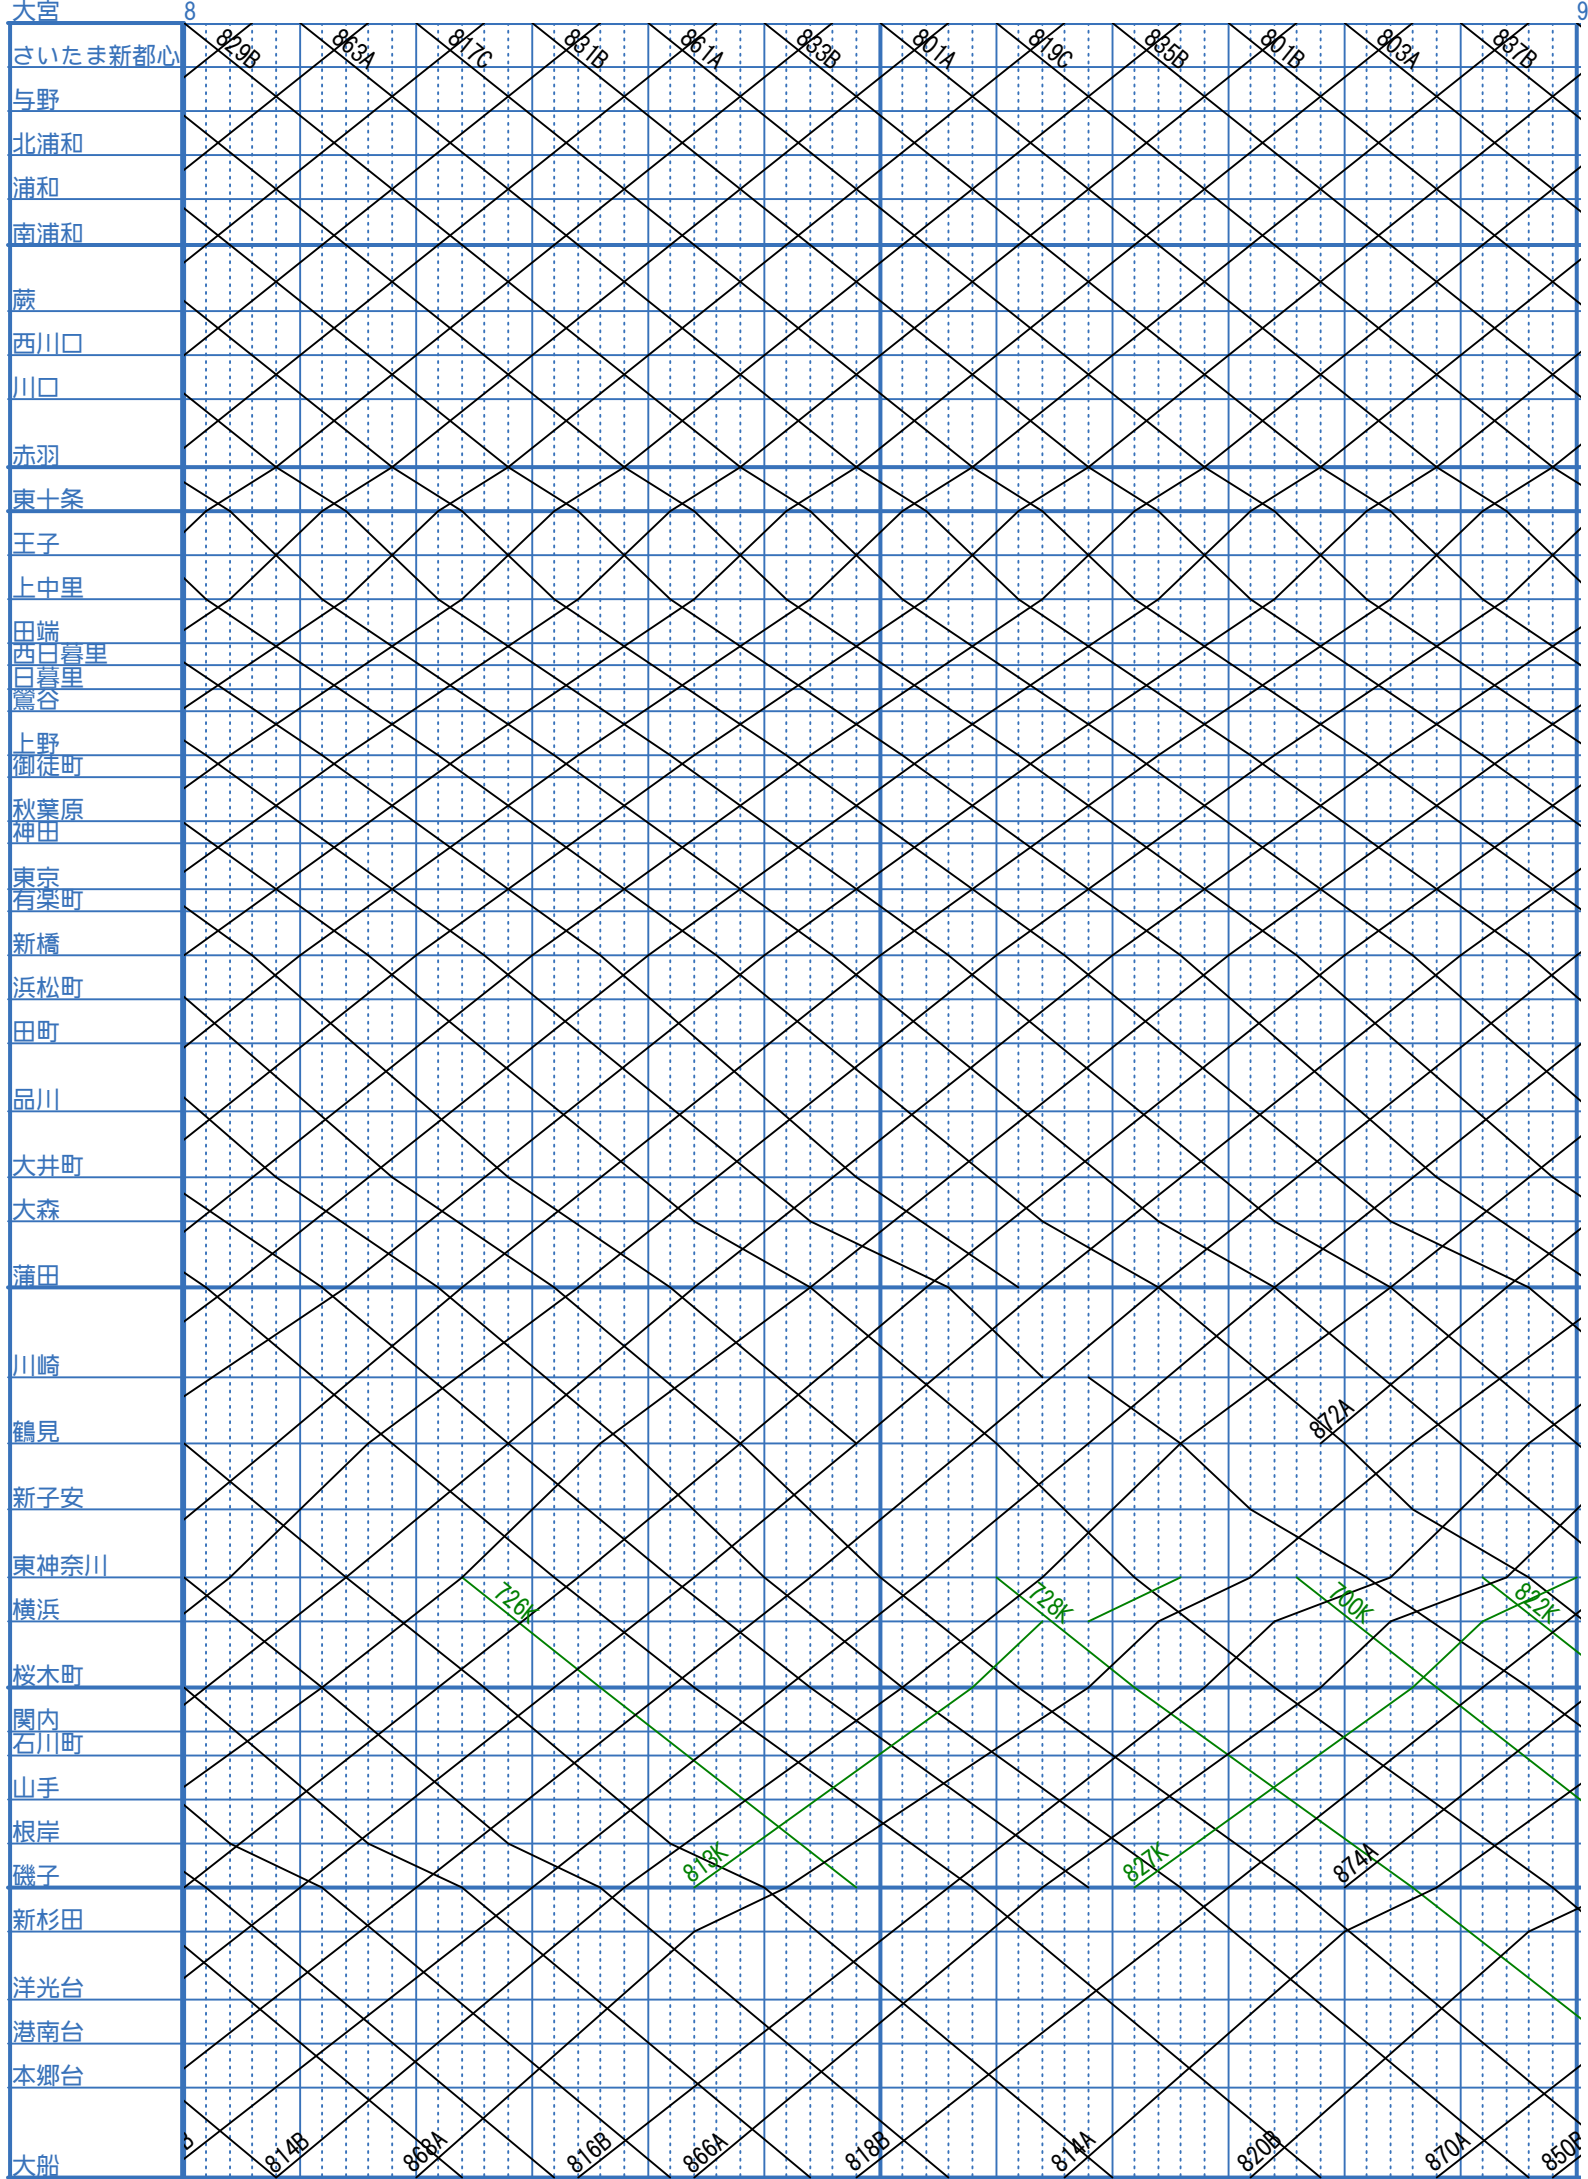 大宮
8
9
829B
863A
817C
831B
861A
833B
801A
819C
835B
801B
803A
837B
さいたま新都心
与野
北浦和
浦和
南浦和
蕨
西川口
川口
赤羽
東十条
王子
上中里
田端
西日暮里
日暮里
鶯谷
上野
御徒町
秋葉原
神田
東京
有楽町
新橋
浜松町
田町
品川
大井町
大森
蒲田
川崎
鶴見
872A
新子安
東神奈川
横浜
726K
728K
700K
822K
桜木町
関内
石川町
山手
根岸
磯子
813K
827K
874A
新杉田
洋光台
港南台
本郷台
大船
814B
868A
816B
866A
818B
814A
820B
870A
850B